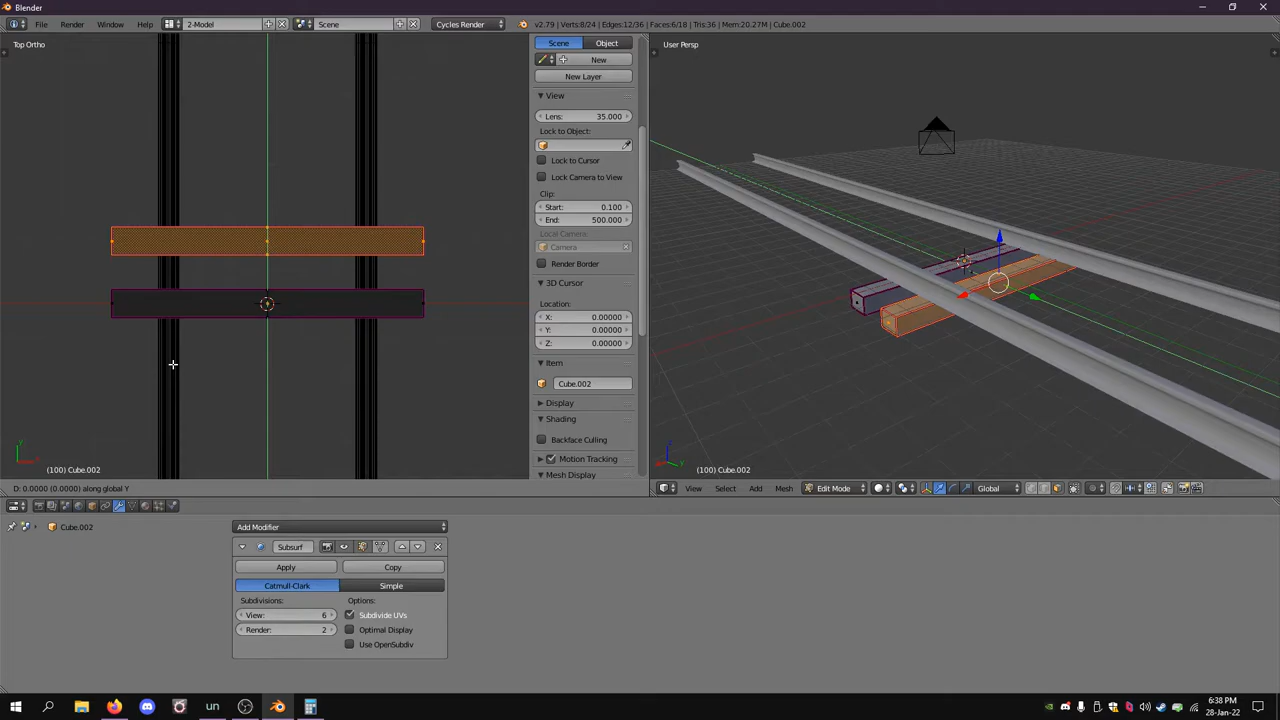 Blender
File Render Window Help 2-Model Scene Cycles Render v2.79 | Verts:8/24 | Edges:12/36 | Faces:6/18 | Tris:36 | Mem:20.27M | Cube.002
Top Ortho
Scene Object
User Persp
New
New Layer
View
Lens: 35.000
Lock to Object:
Lock to Cursor
Lock Camera to View
Clip:
Start: 0.100
End: 500.000
Local Camera:
Camera
Render Border
3D Cursor
Location:
X: 0.00000
Y: 0.00000
Z: 0.00000
Item
Cube.002
Display
Shading
Backface Culling
Motion Tracking
Mesh Display
(100) Cube.002
(100) Cube.002
D: 0.0000 (0.0000) along global Y
View Select Add Mesh Edit Mode Global
Cube.002
Add Modifier
Subsurf
Apply Copy
Catmull-Clark Simple
Subdivisions: Options:
View: 6 Subdivide UVs
Render: 2 Optimal Display
Use OpenSubdiv
un
6:38 PM
28-Jan-22